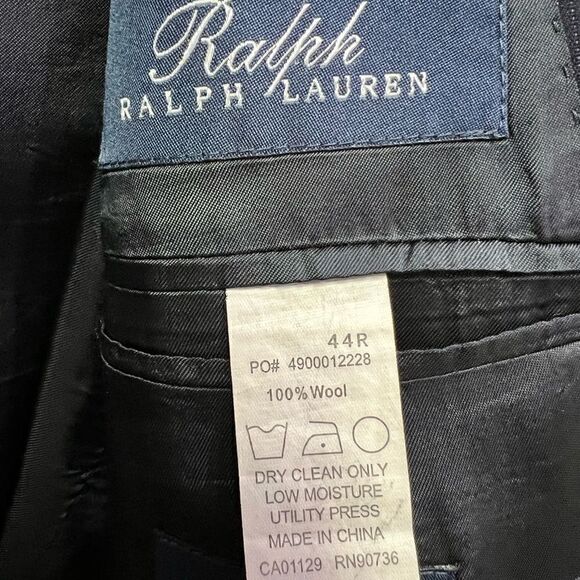 Ralph
RALPH LAUREN
44R
PO# 4900012228
100% Wool
DRY CLEAN ONLY
LOW MOISTURE
UTILITY PRESS
MADE IN CHINA
CA01129 RN90736